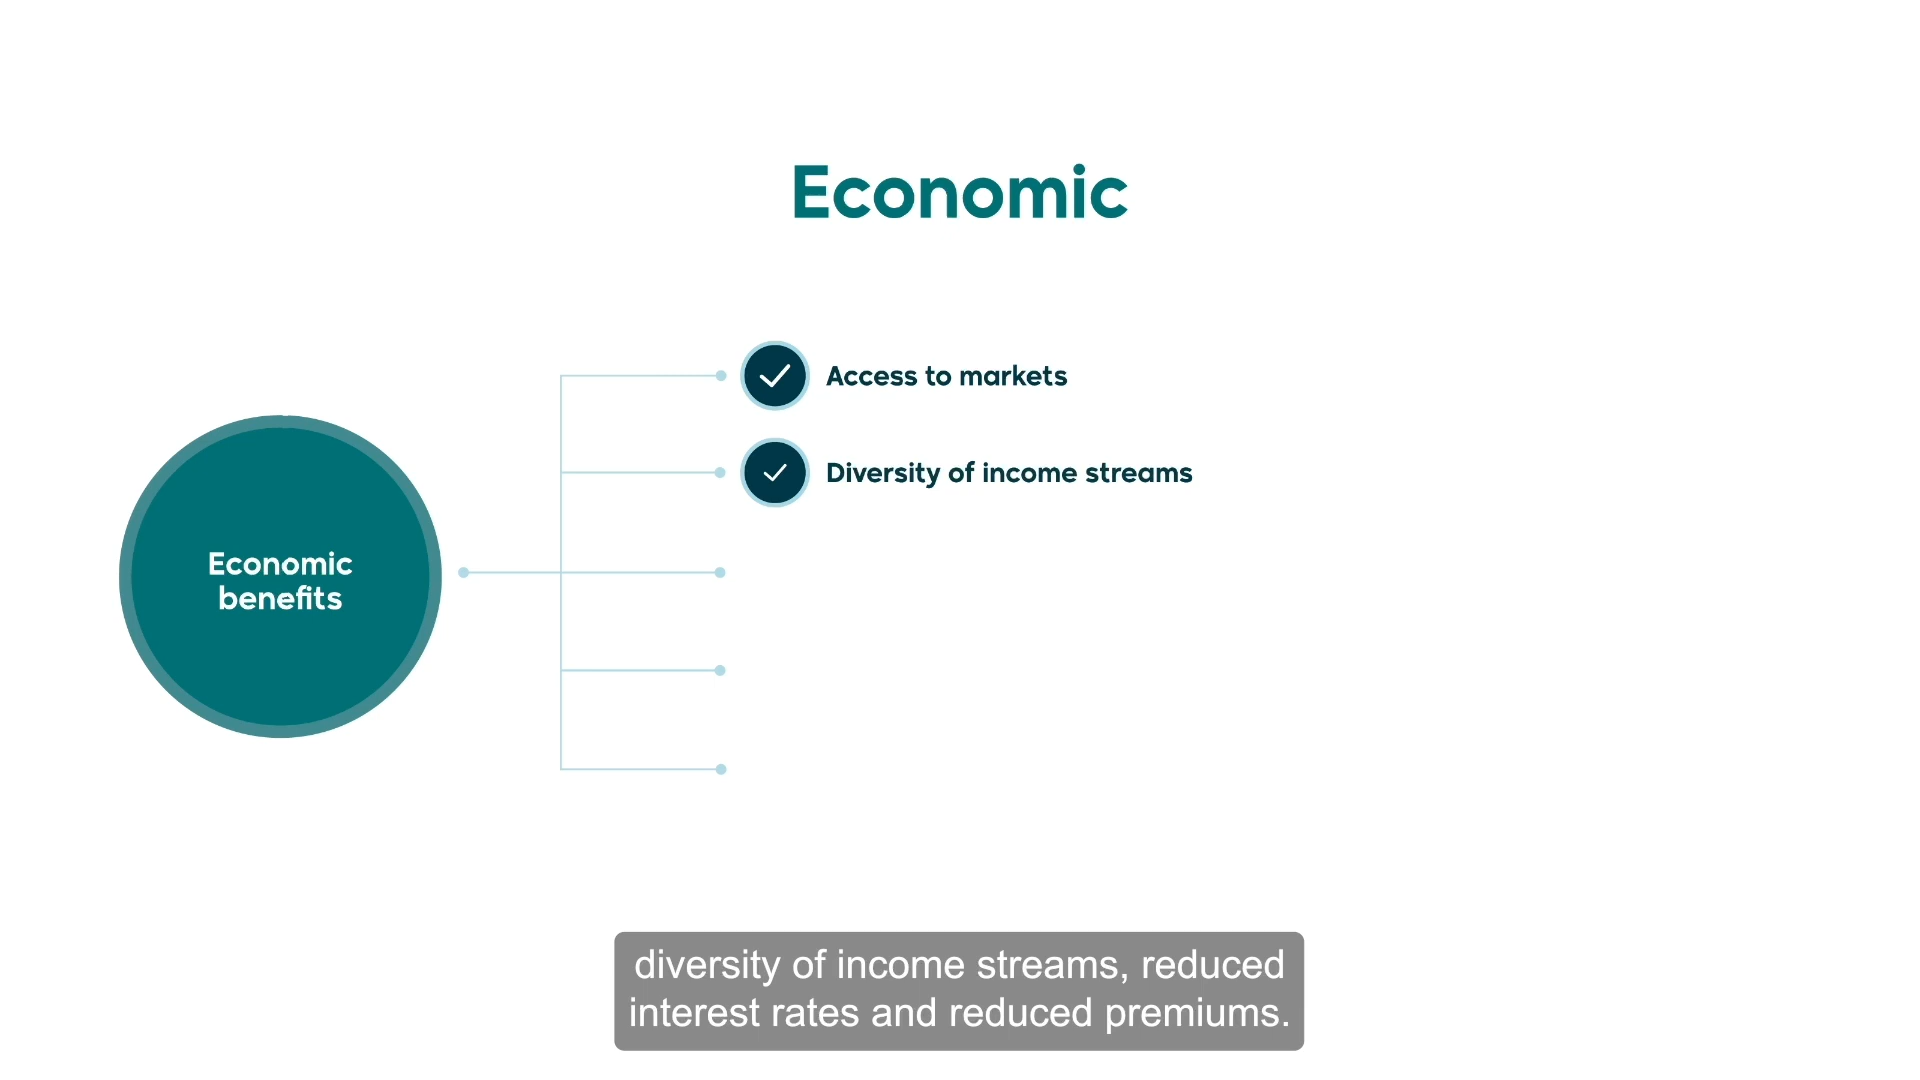 Economic
Access to markets
Diversity of income streams
Economic
benefits
diversity of income streams, reduced
interest rates and reduced premiums.